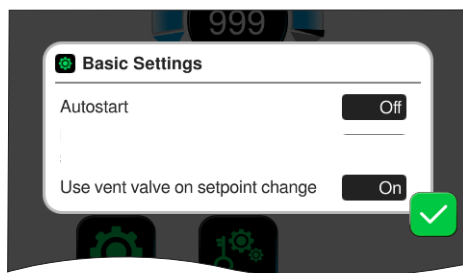 999
Basic Settings
Autostart Off
Use vent valve on setpoint change On